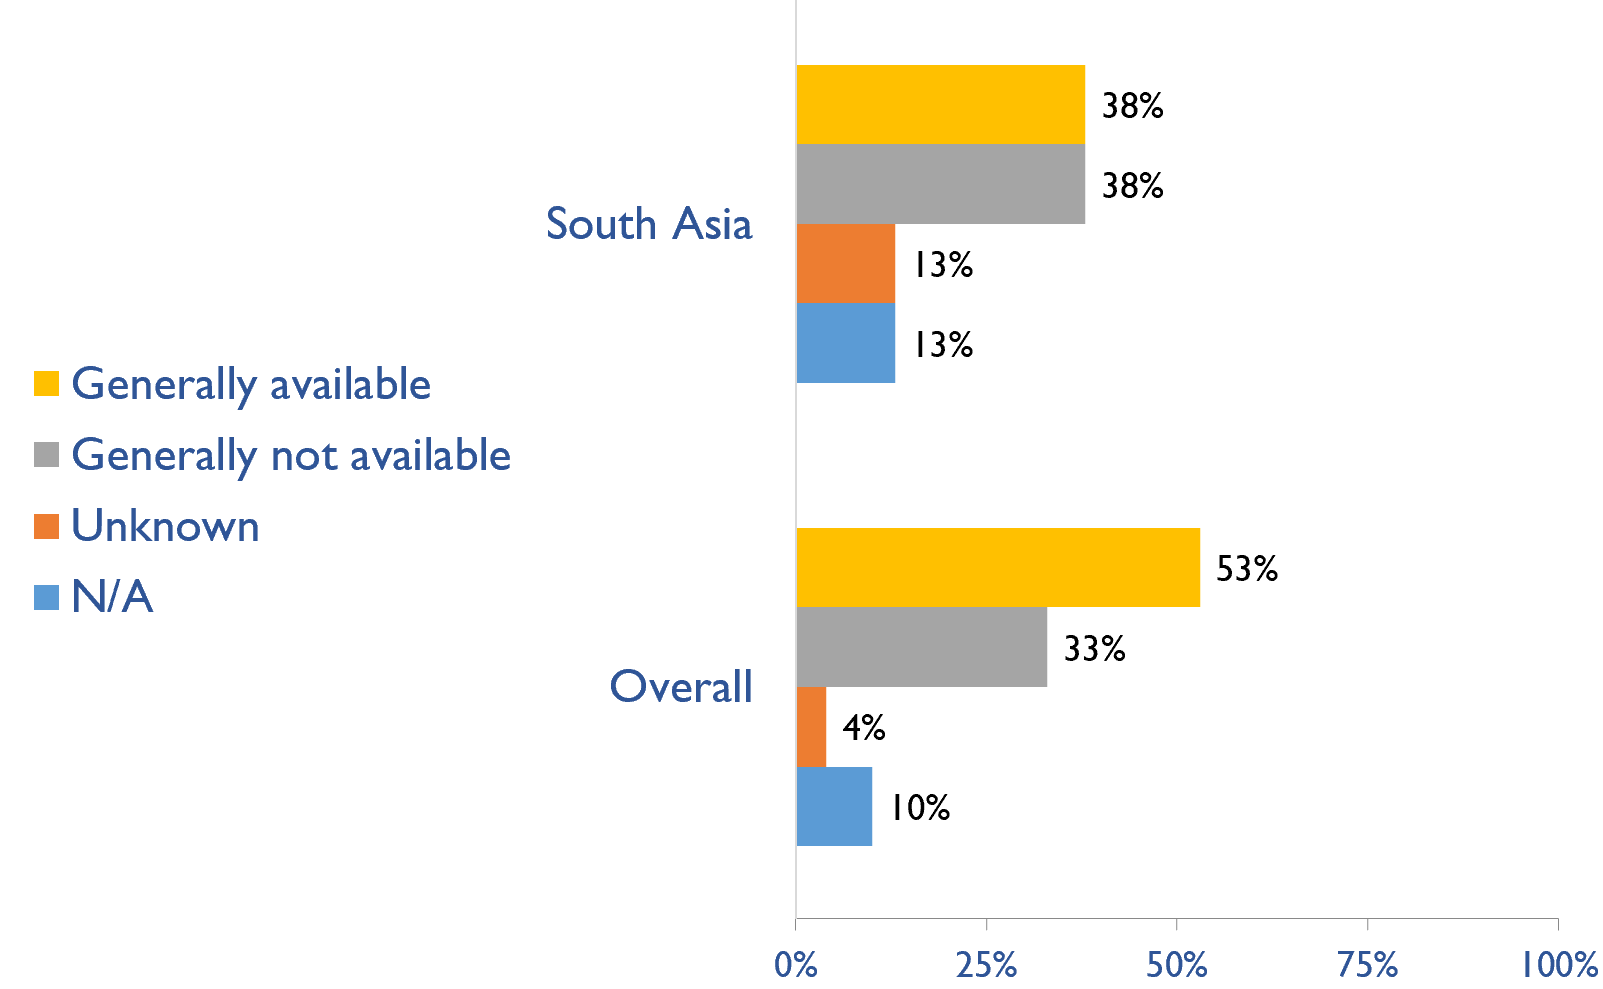 38%
38%
South Asia
13%
13%
Generally available
Generally not available
Unknown
N/A
53%
33%
Overall
4%
10%
0% 25% 50% 75% 100%